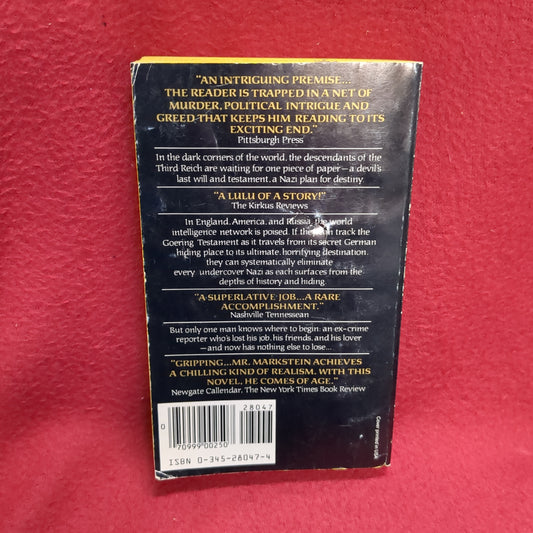 "AN INTRIGUING PREMISE...
THE READER IS TRAPPED IN A NET OF
MURDER, POLITICAL INTRIGUE AND
GREED THAT KEEPS HIM READING TO ITS
EXCITING END."
Pittsburgh Press
In the dark corners of the world, the descendants of the
Third Reich are waiting for one piece of paper—a devil's
last will and testament, a Nazi plan for destiny.
"A LULU OF A STORY!"
The Kirkus Reviews
In England, America, and Russia, the world
intelligence network is poised. If they can track the
Goering Testament as it travels from its secret German
hiding place to its ultimate, horrifying destination,
they can systematically eliminate
every undercover Nazi as each surfaces from the
depths of history and hiding.
"A SUPERLATIVE JOB...A RARE
ACCOMPLISHMENT."
Nashville Tennessean
But only one man knows where to begin: an ex-crime
reporter who's lost his job, his friends, and his lover
—and now has nothing else to lose...
"GRIPPING...MR. MARKSTEIN ACHIEVES
A CHILLING KIND OF REALISM. WITH THIS
NOVEL, HE COMES OF AGE."
Newgate Callendar, The New York Times Book Review
28047
0
70999 00250
ISBN 0-345-28047-4
Cover printed in USA